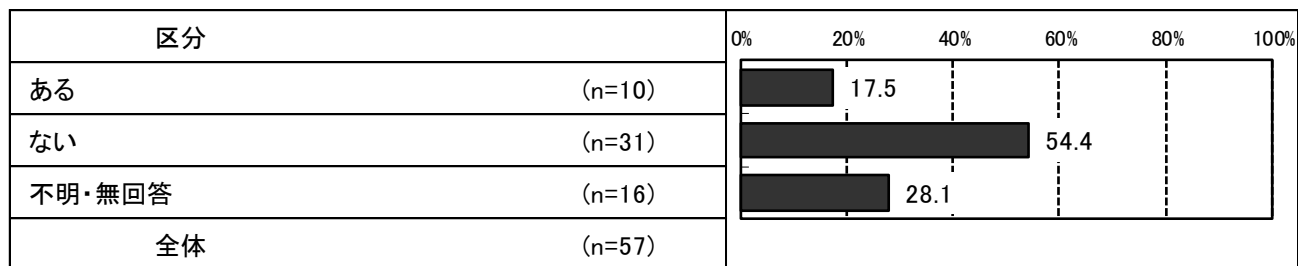 区分 0% 20% 40% 60% 80% 100%
ある (n=10) 17.5
ない (n=31) 54.4
不明・無回答 (n=16) 28.1
全体 (n=57)